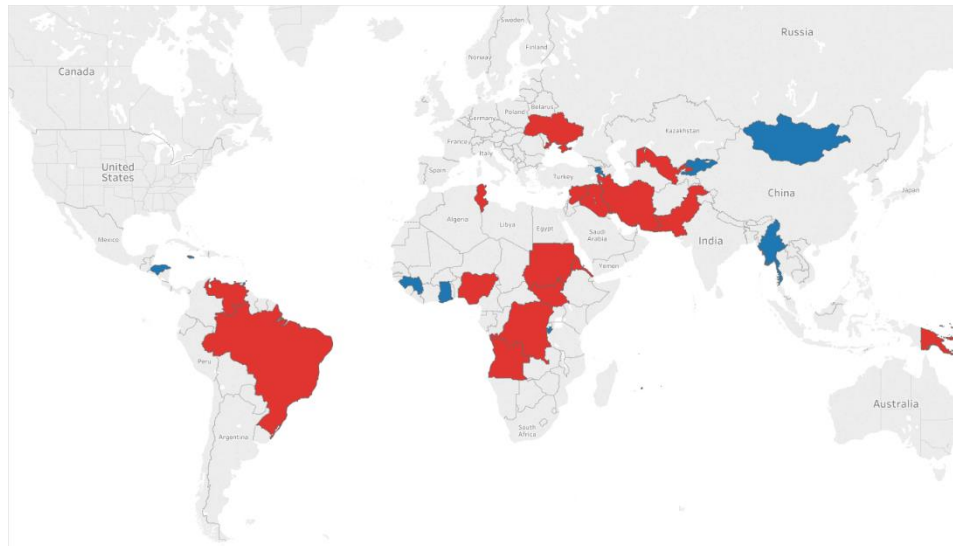 Sweden
Russia
Finland
Norway
Canada
Poland
Belarus
Germany
Kazakhstan
France
Italy
United
States
Spain
Turkey
China
Japan
Algeria
Libya
Egypt
Saudi
Arabia
India
Mexico
Yemen
Peru
Australia
South
Africa
Argentina